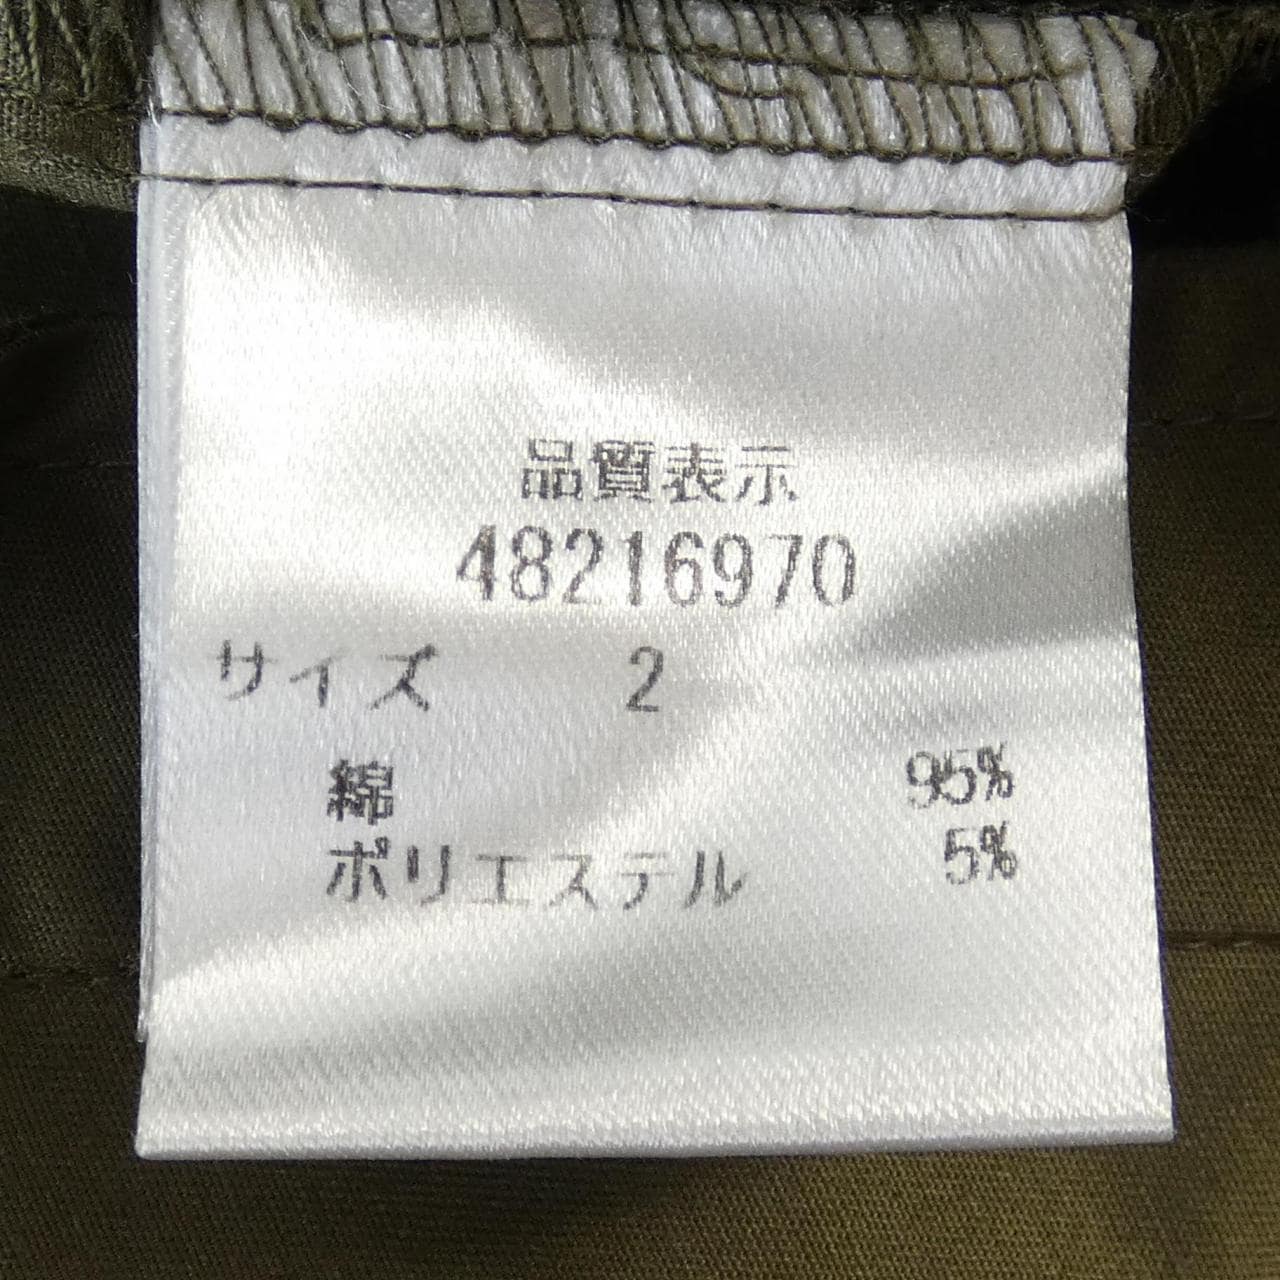 品質表示
48216970
サイズ 2
綿 95%
ポリエステル 5%